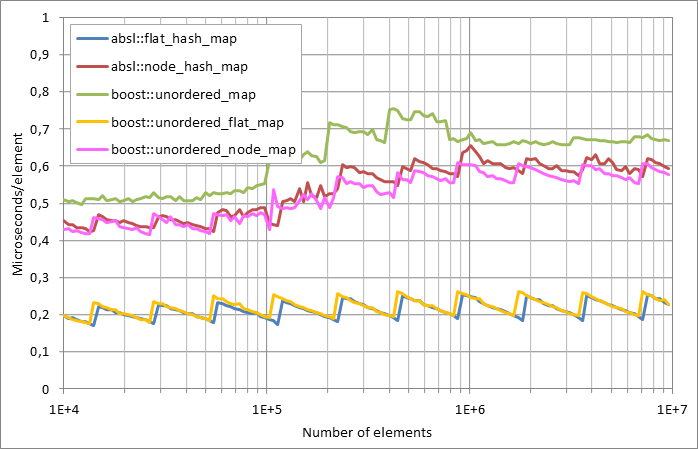 1
0,9
0,8
0,7
0,6
0,5
0,4
0,3
0,2
0,1
0
Microseconds/element
absl::flat_hash_map
absl::node_hash_map
boost::unordered_map
boost::unordered_flat_map
boost::unordered_node_map
1E+4
1E+5
1E+6
1E+7
Number of elements